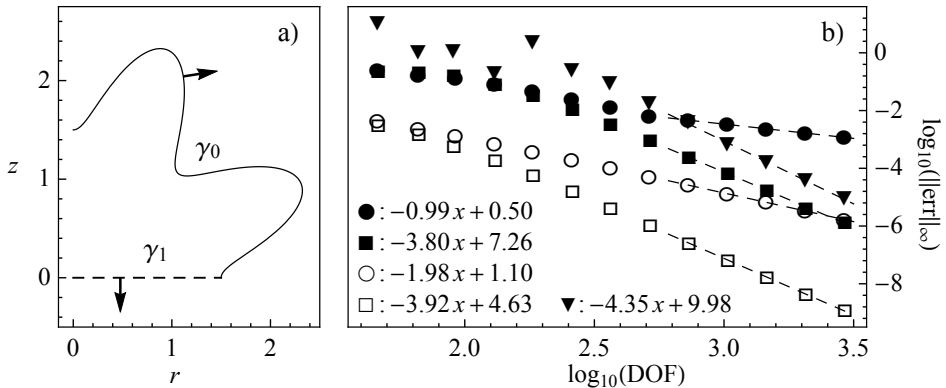 a)
2
z
1
0
γ₀
γ₁
0
1
2
r
b)
0
−2
−4
−6
−8
log₁₀(||err||∞)
●: −0.99 x + 0.50
■: −3.80 x + 7.26
○: −1.98 x + 1.10
□: −3.92 x + 4.63
▼: −4.35 x + 9.98
2.0
2.5
3.0
3.5
log₁₀(DOF)